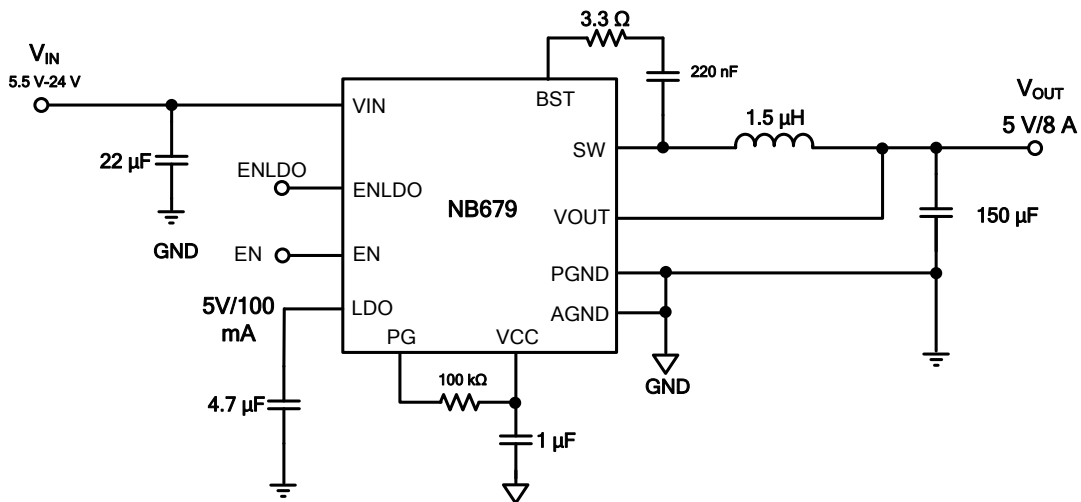 3.3 Ω
V_IN
5.5 V-24 V
220 nF
BST
VIN
V_OUT
5 V/8 A
1.5 µH
22 µF
SW
ENLDO
ENLDO
NB679
VOUT
150 µF
GND
EN
EN
PGND
5V/100
mA
LDO
AGND
PG
VCC
GND
100 kΩ
4.7 µF
1 µF